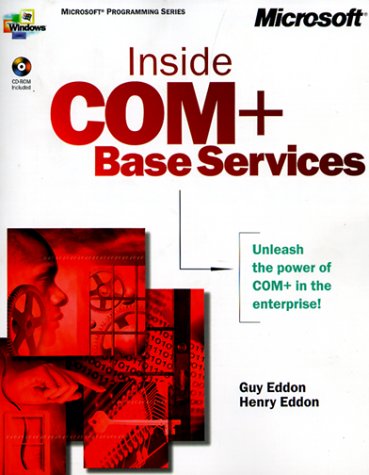 MICROSOFT® PROGRAMMING SERIES
Microsoft®
Windows
CD-ROM
Included
Inside
COM+
Base Services
Unleash
the power of
COM+ in the
enterprise!
Guy Eddon
Henry Eddon